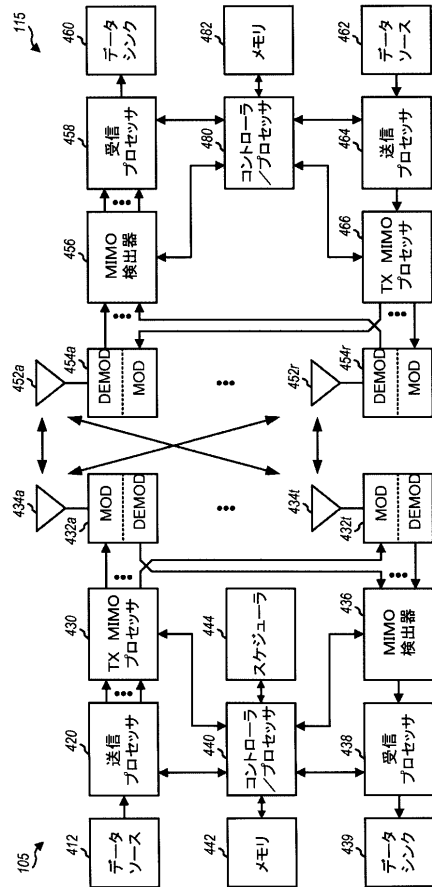 105
412
データ
ソース
420
送信
プロセッサ
430
TX MIMO
プロセッサ
432a
MOD
DEMOD
434a
442
メモリ
440
コントローラ
/プロセッサ
444
スケジューラ
439
データ
シンク
438
受信
プロセッサ
436
MIMO
検出器
432t
MOD
DEMOD
434t
115
452a
454a
DEMOD
MOD
456
MIMO
検出器
458
受信
プロセッサ
460
データ
シンク
480
コントローラ
/プロセッサ
482
メモリ
452r
454r
DEMOD
MOD
466
TX MIMO
プロセッサ
464
送信
プロセッサ
462
データ
ソース